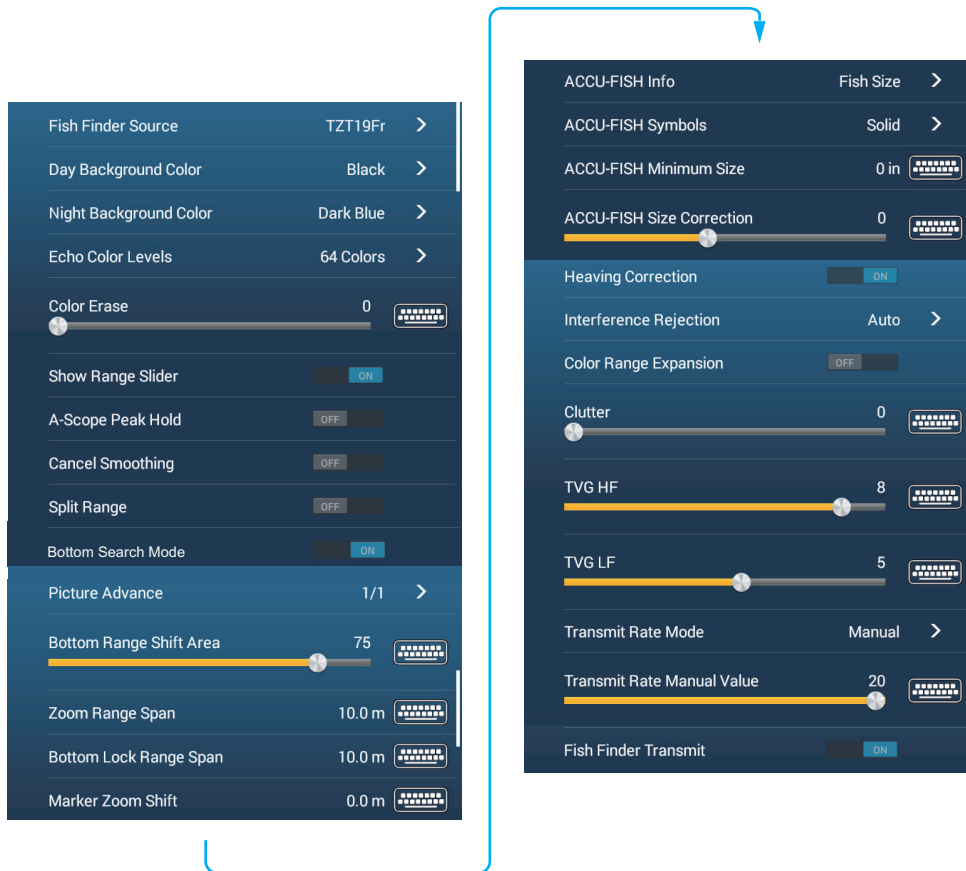 Fish Finder Source TZT19Fr
Day Background Color Black
Night Background Color Dark Blue
Echo Color Levels 64 Colors
Color Erase 0
Show Range Slider ON
A-Scope Peak Hold OFF
Cancel Smoothing OFF
Split Range OFF
Bottom Search Mode ON
Picture Advance 1/1
Bottom Range Shift Area 75
Zoom Range Span 10.0 m
Bottom Lock Range Span 10.0 m
Marker Zoom Shift 0.0 m
ACCU-FISH Info Fish Size
ACCU-FISH Symbols Solid
ACCU-FISH Minimum Size 0 in
ACCU-FISH Size Correction 0
Heaving Correction ON
Interference Rejection Auto
Color Range Expansion OFF
Clutter 0
TVG HF 8
TVG LF 5
Transmit Rate Mode Manual
Transmit Rate Manual Value 20
Fish Finder Transmit ON